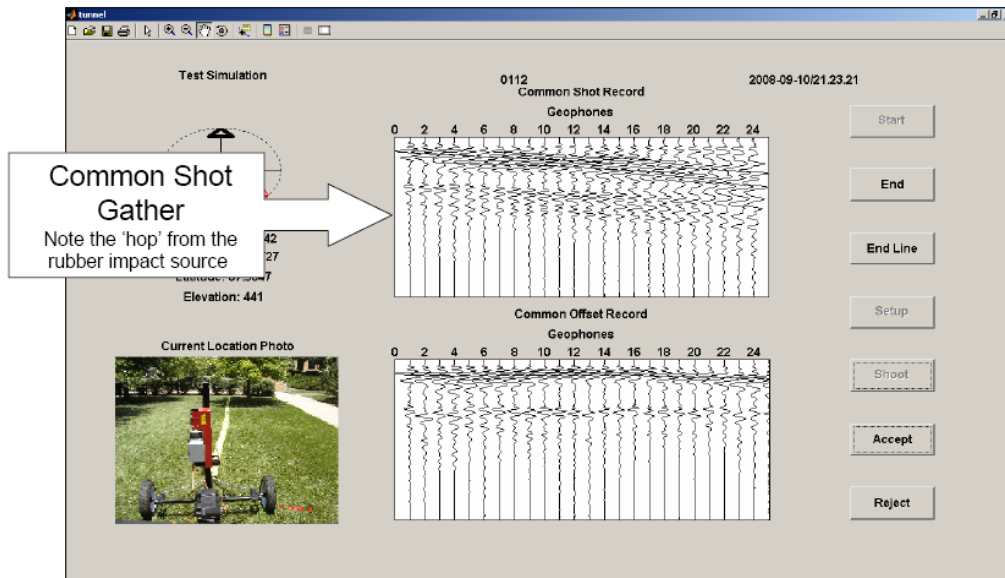 tunnel
Test Simulation
0112
2008-09-10/21.23.21
Common Shot Record
Geophones
0 2 4 6 8 10 12 14 16 18 20 22 24
Common Shot
Gather
Note the ‘hop’ from the
rubber impact source
42
727
Elevation: 441
Common Offset Record
Geophones
0 2 4 6 8 10 12 14 16 18 20 22 24
Current Location Photo
Start
End
End Line
Setup
Shoot
Accept
Reject